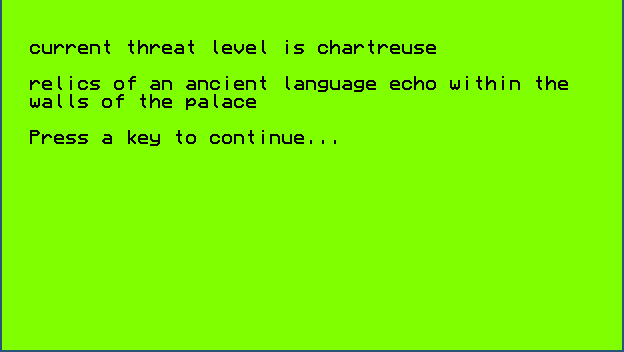 current threat level is chartreuse
relics of an ancient language echo within the
walls of the palace
Press a key to continue...